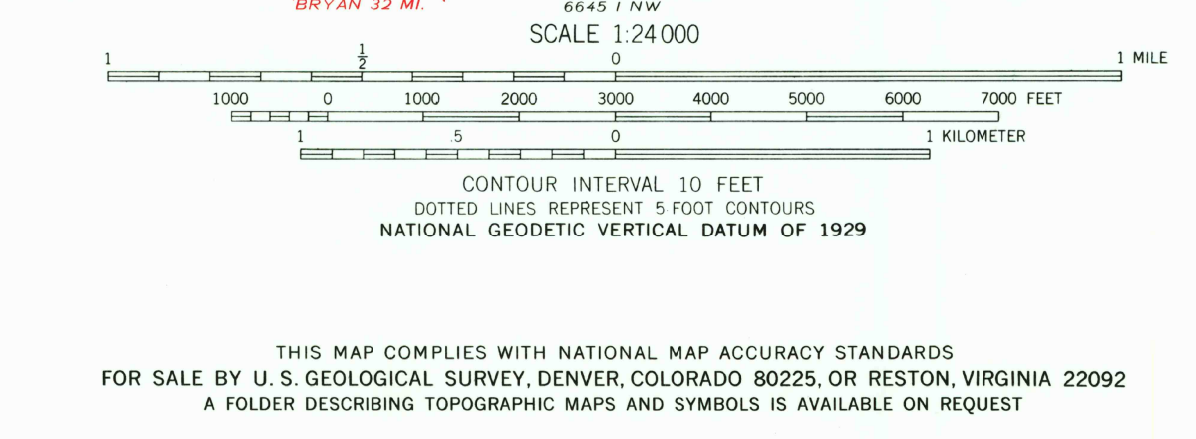 BRYAN 32 MI.
6645 I NW
SCALE 1:24 000
1 1/2 0 1 MILE
1000 0 1000 2000 3000 4000 5000 6000 7000 FEET
1 .5 0 1 KILOMETER
CONTOUR INTERVAL 10 FEET
DOTTED LINES REPRESENT 5-FOOT CONTOURS
NATIONAL GEODETIC VERTICAL DATUM OF 1929
THIS MAP COMPLIES WITH NATIONAL MAP ACCURACY STANDARDS
FOR SALE BY U. S. GEOLOGICAL SURVEY, DENVER, COLORADO 80225, OR RESTON, VIRGINIA 22092
A FOLDER DESCRIBING TOPOGRAPHIC MAPS AND SYMBOLS IS AVAILABLE ON REQUEST